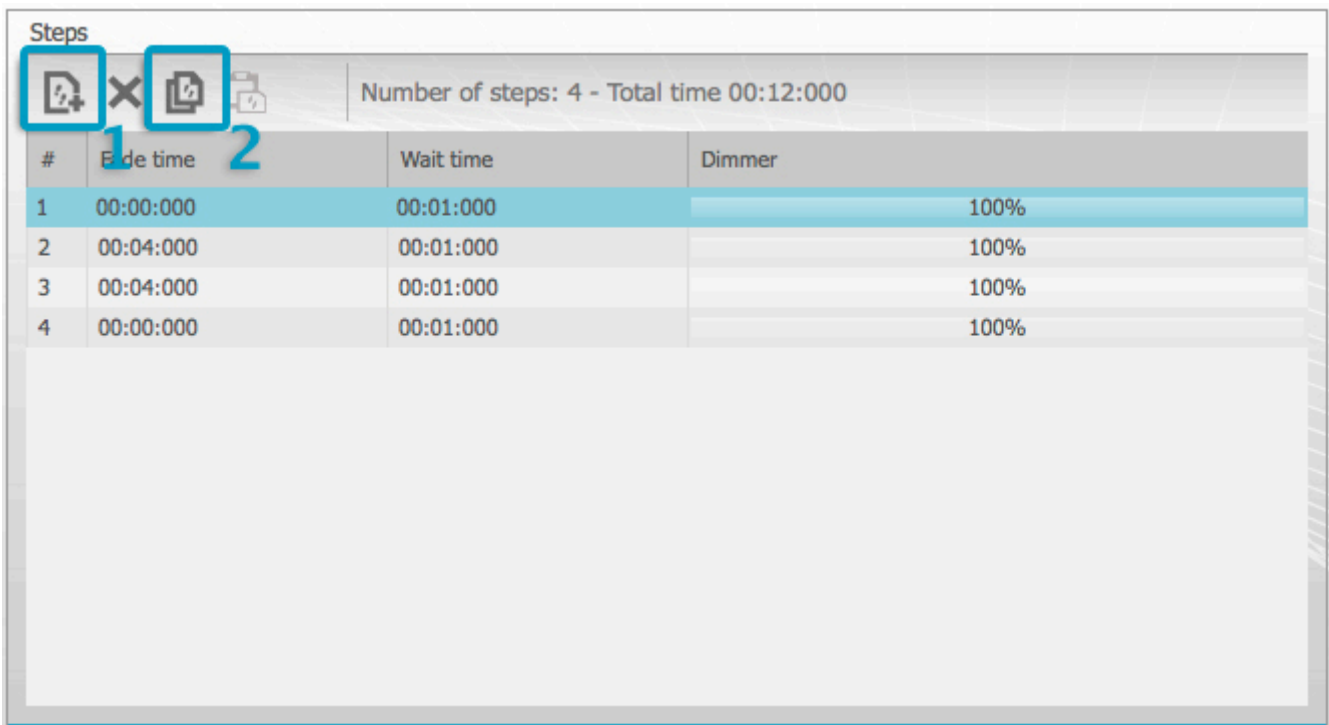 Steps
Number of steps: 4 - Total time 00:12:000
1 2
# Fade time Wait time Dimmer
1 00:00:000 00:01:000 100%
2 00:04:000 00:01:000 100%
3 00:04:000 00:01:000 100%
4 00:00:000 00:01:000 100%